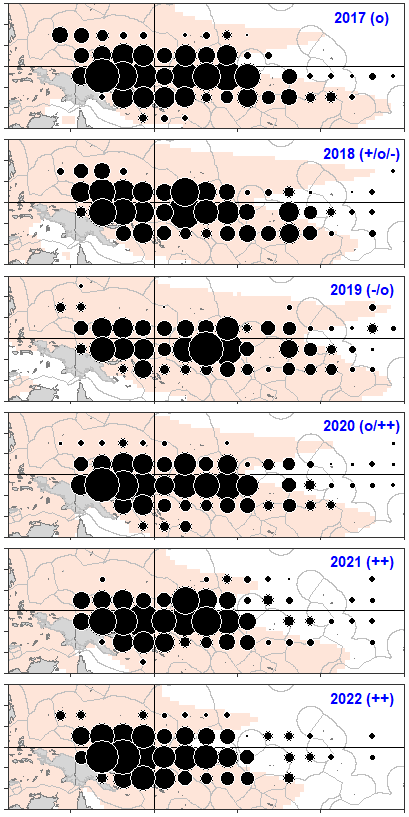 2017 (o)
2018 (+/o/-)
2019 (-/o)
2020 (o/++)
2021 (++)
2022 (++)